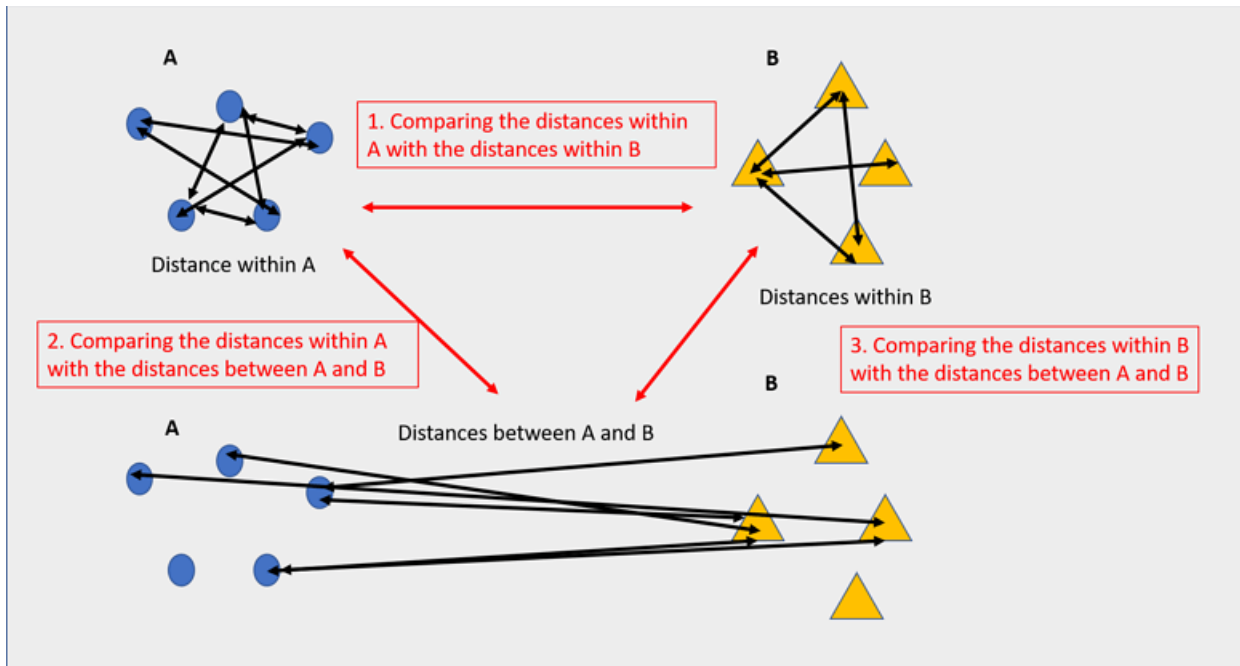 A
B
1. Comparing the distances within
A with the distances within B
Distance within A
Distances within B
2. Comparing the distances within A
with the distances between A and B
3. Comparing the distances within B
with the distances between A and B
A
Distances between A and B
B